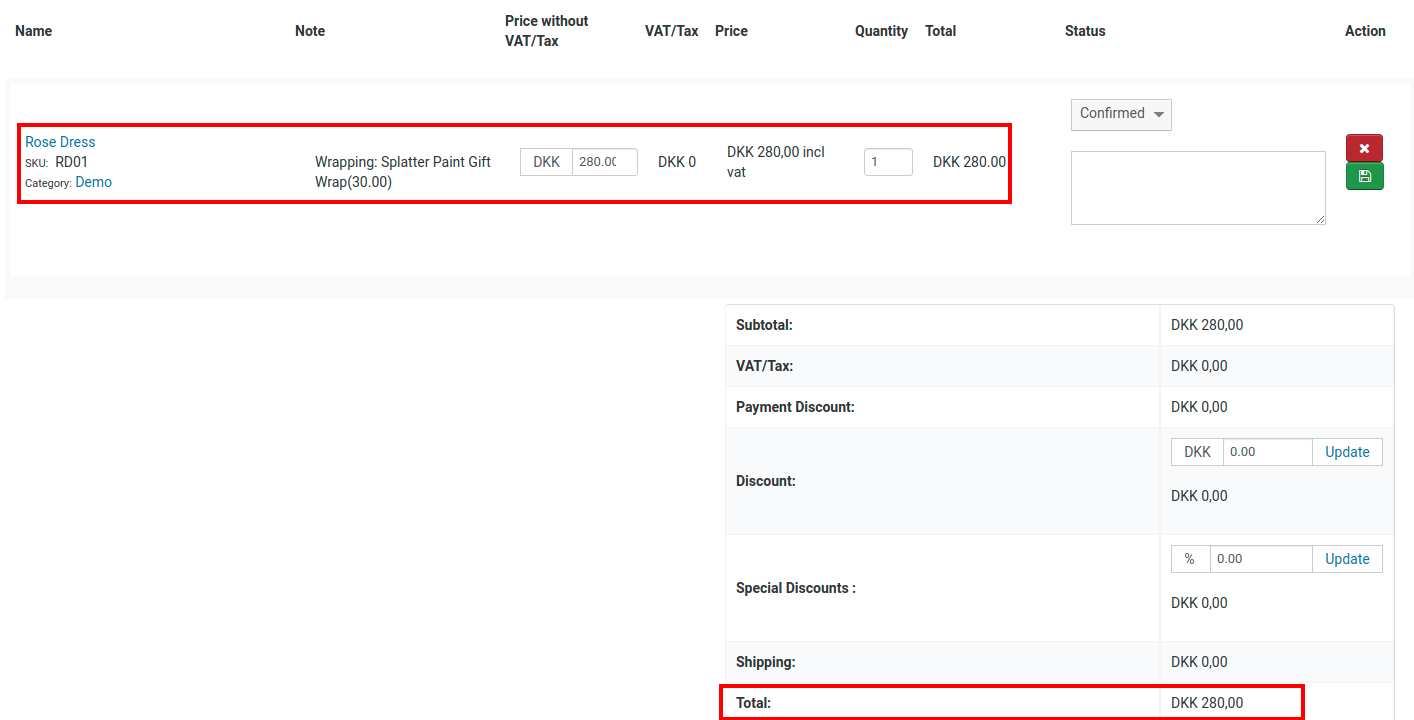 Name Note Price without VAT/Tax VAT/Tax Price Quantity Total Status Action
Confirmed
Rose Dress
SKU: RD01
Category: Demo
Wrapping: Splatter Paint Gift
Wrap(30.00)
DKK 280.00
DKK 0
DKK 280,00 incl
vat
1
DKK 280.00
Subtotal: DKK 280,00
VAT/Tax: DKK 0,00
Payment Discount: DKK 0,00
Discount:
DKK 0.00 Update
DKK 0,00
Special Discounts :
% 0.00 Update
DKK 0,00
Shipping: DKK 0,00
Total: DKK 280,00